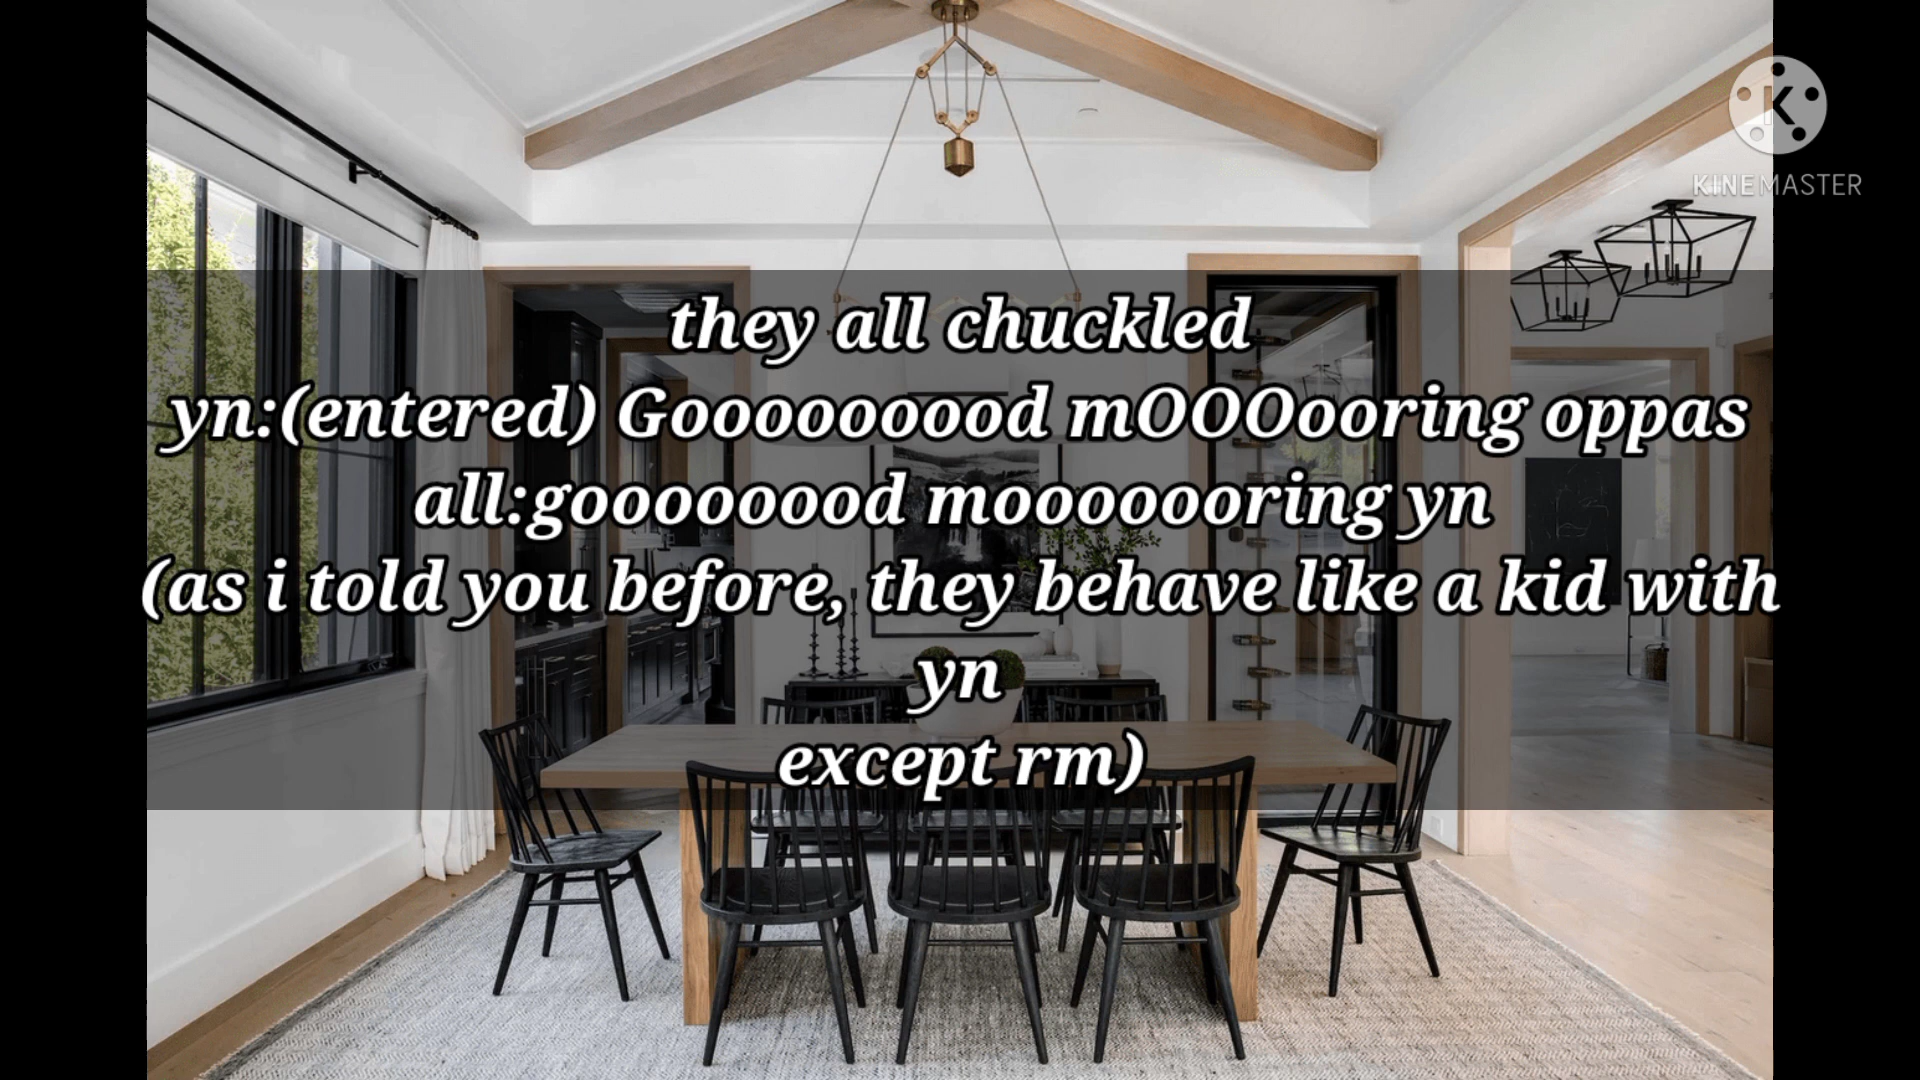 KINEMASTER
they all chuckled
yn:(entered) Gooooooood mOOOooring oppas
all:goooooood mooooooring yn
(as i told you before, they behave like a kid with
yn
except rm)